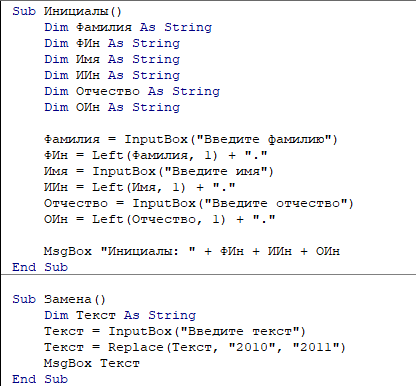 Sub Инициалы()
Dim Фамилия As String
Dim ФИн As String
Dim Имя As String
Dim ИИн As String
Dim Отчество As String
Dim ОИн As String
Фамилия = InputBox("Введите фамилию")
ФИн = Left(Фамилия, 1) + "."
Имя = InputBox("Введите имя")
ИИн = Left(Имя, 1) + "."
Отчество = InputBox("Введите отчество")
ОИн = Left(Отчество, 1) + "."
MsgBox "Инициалы: " + ФИн + ИИн + ОИн
End Sub
Sub Замена()
Dim Текст As String
Текст = InputBox("Введите текст")
Текст = Replace(Текст, "2010", "2011")
MsgBox Текст
End Sub